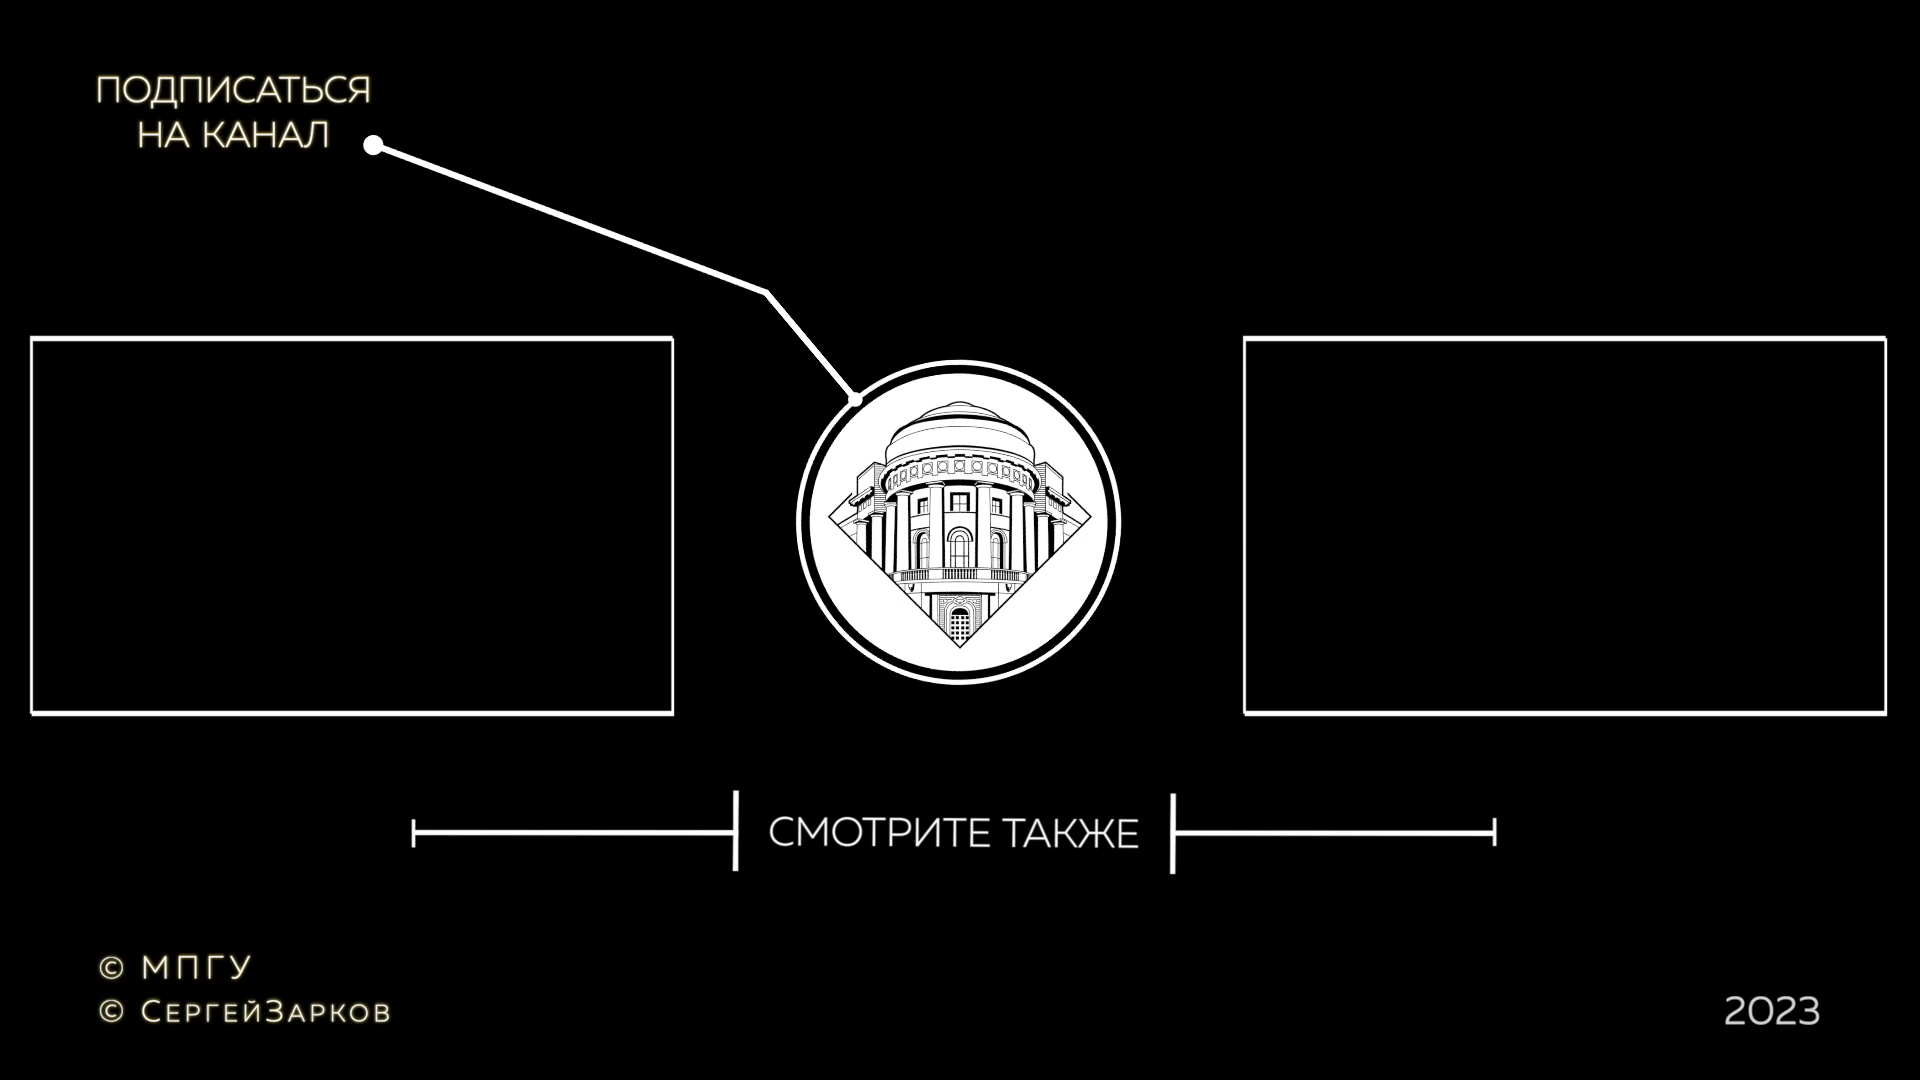 ПОДПИСАТЬСЯ
НА КАНАЛ
СМОТРИТЕ ТАКЖЕ
© МПГУ
© СЕРГЕЙЗАРКОВ
2023